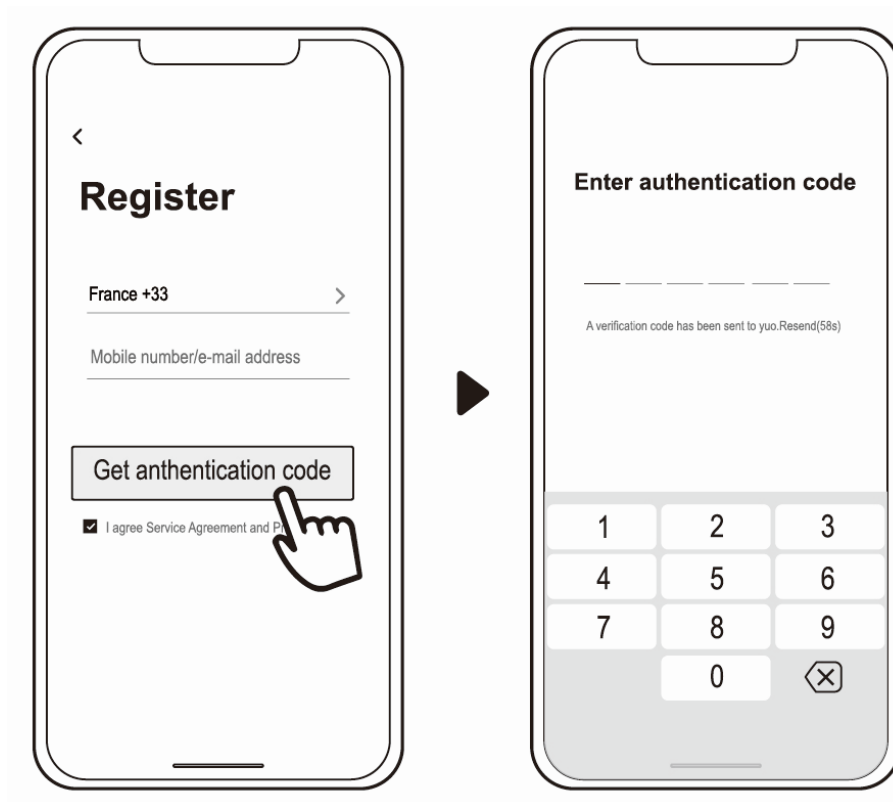 Register
France +33
Mobile number/e-mail address
Get anthentication code
I agree Service Agreement and
Enter authentication code
A verification code has been sent to yuo.Resend(58s)
1 2 3
4 5 6
7 8 9
0